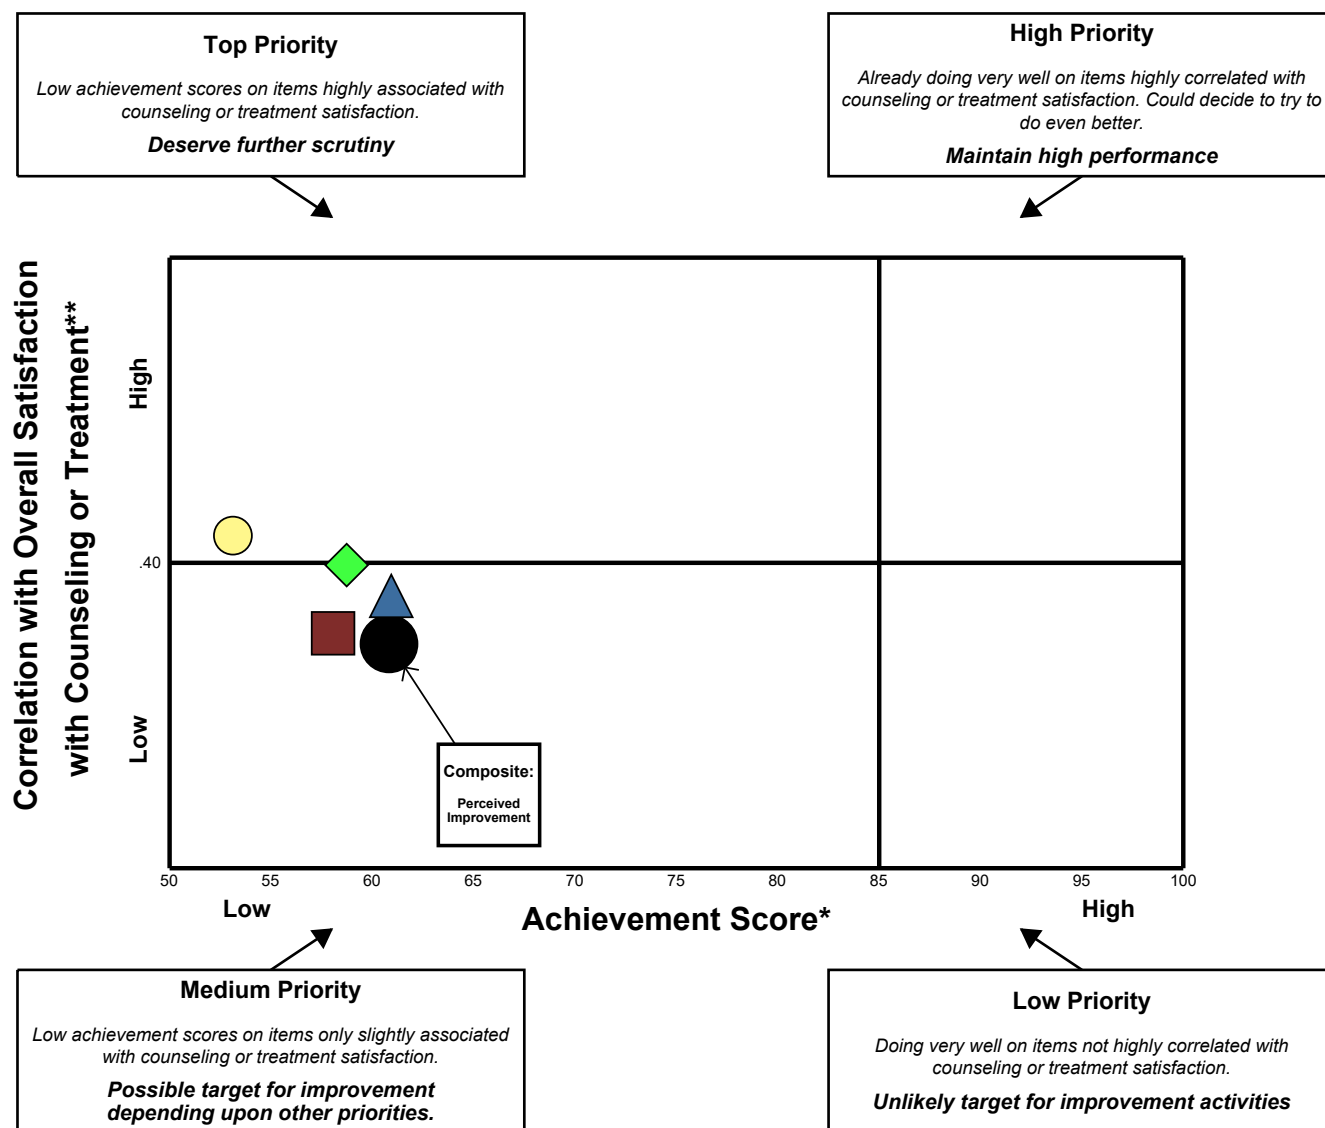 Top Priority
Low achievement scores on items highly associated with
counseling or treatment satisfaction.
Deserve further scrutiny
High Priority
Already doing very well on items highly correlated with
counseling or treatment satisfaction. Could decide to try to
do even better.
Maintain high performance
Correlation with Overall Satisfaction
with Counseling or Treatment**
High
.40
Low
Composite:
Perceived
Improvement
50 55 60 65 70 75 80 85 90 95 100
Low
Achievement Score*
High
Medium Priority
Low achievement scores on items only slightly associated
with counseling or treatment satisfaction.
Possible target for improvement
depending upon other priorities.
Low Priority
Doing very well on items not highly correlated with
counseling or treatment satisfaction.
Unlikely target for improvement activities